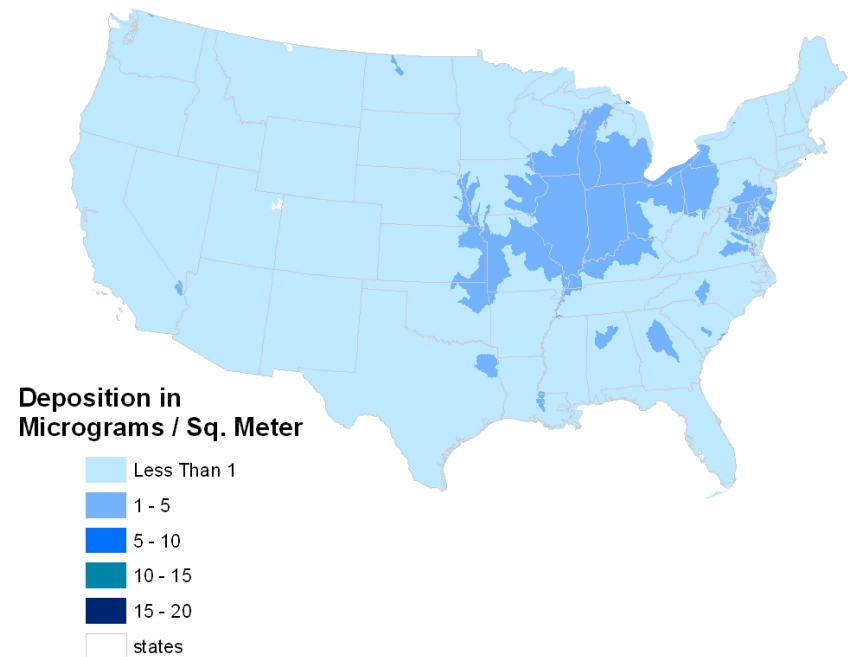 Deposition in
Micrograms / Sq. Meter
Less Than 1
1 - 5
5 - 10
10 - 15
15 - 20
states